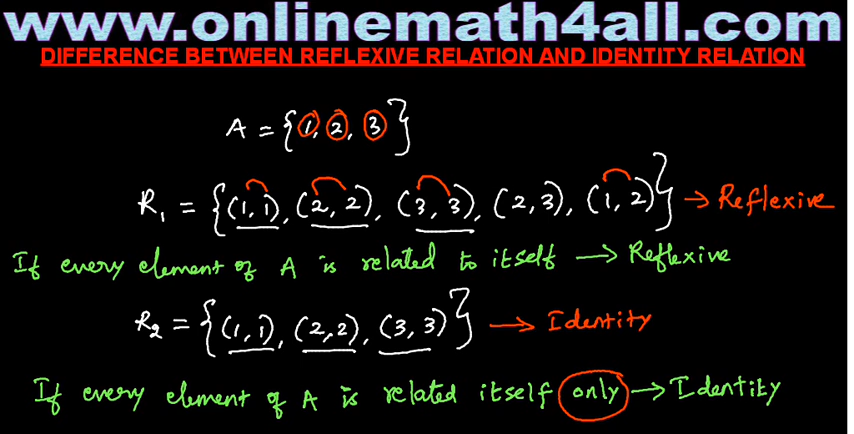 www.onlinemath4all.com
DIFFERENCE BETWEEN REFLEXIVE RELATION AND IDENTITY RELATION
A = {1, 2, 3}
R₁ = {(1, 1), (2, 2), (3, 3), (2, 3), (1, 2)} → Reflexive
If every element of A is related to itself → Reflexive
R₂ = {(1, 1), (2, 2), (3, 3)} → Identity
If every element of A is related itself only → Identity